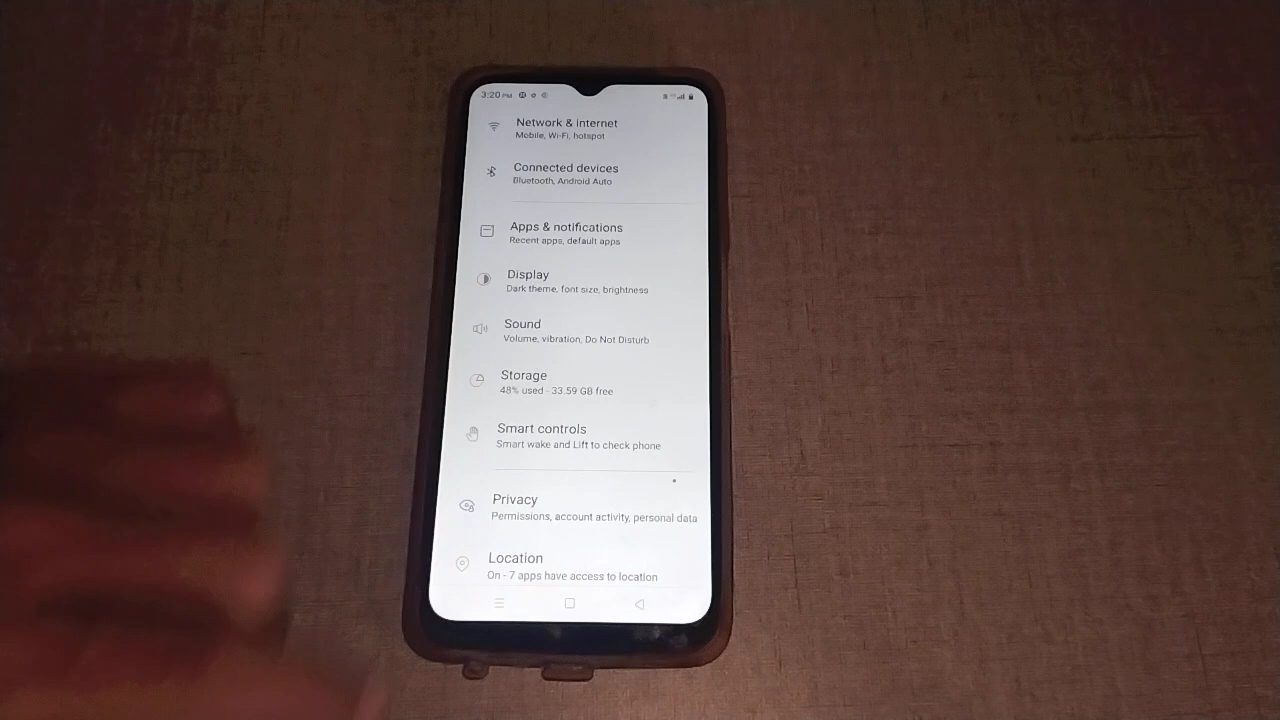 3:20 PM
Network & internet
Mobile, Wi-Fi, hotspot
Connected devices
Bluetooth, Android Auto
Apps & notifications
Recent apps, default apps
Display
Dark theme, font size, brightness
Sound
Volume, vibration, Do Not Disturb
Storage
48% used - 33.59 GB free
Smart controls
Smart wake and Lift to check phone
Privacy
Permissions, account activity, personal data
Location
On - 7 apps have access to location